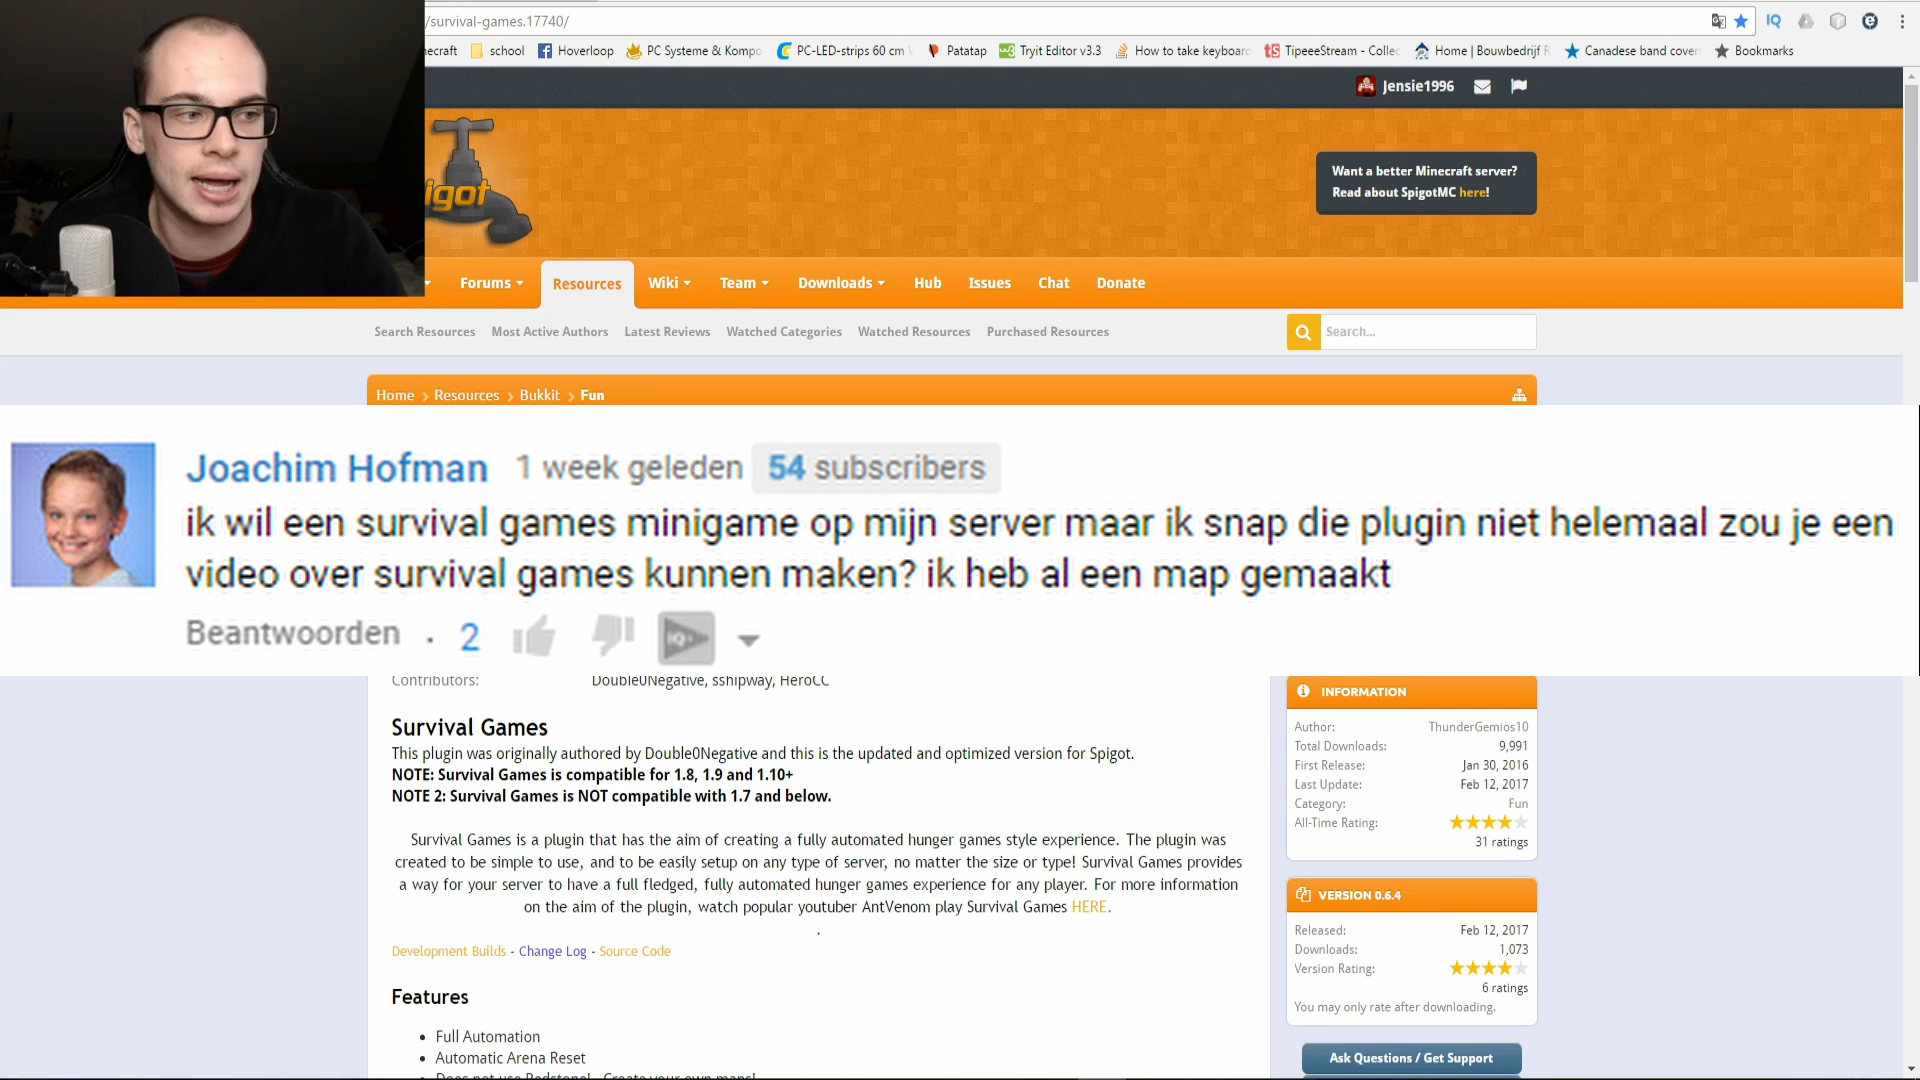 /survival-games.17740/
school Hoverloop PC Systeme & Kompo PC-LED-strips 60 cm Patatap Tryit Editor v3.3 How to take keyboard TipeeeStream - Collec Home | Bouwbedrijf Canadese band cover Bookmarks
Jensie1996
igot
Want a better Minecraft server?
Read about SpigotMC here!
Forums Resources Wiki Team Downloads Hub Issues Chat Donate
Search Resources Most Active Authors Latest Reviews Watched Categories Watched Resources Purchased Resources Search...
Home Resources Bukkit Fun
Joachim Hofman 1 week geleden 54 subscribers
ik wil een survival games minigame op mijn server maar ik snap die plugin niet helemaal zou je een
video over survival games kunnen maken? ik heb al een map gemaakt
Beantwoorden . 2
Contributors: Double0Negative, sshipway, HeroCC
Survival Games
This plugin was originally authored by Double0Negative and this is the updated and optimized version for Spigot.
NOTE: Survival Games is compatible for 1.8, 1.9 and 1.10+
NOTE 2: Survival Games is NOT compatible with 1.7 and below.
Survival Games is a plugin that has the aim of creating a fully automated hunger games style experience. The plugin was
created to be simple to use, and to be easily setup on any type of server, no matter the size or type! Survival Games provides
a way for your server to have a full fledged, fully automated hunger games experience for any player. For more information
on the aim of the plugin, watch popular youtuber AntVenom play Survival Games HERE.
.
Development Builds - Change Log - Source Code
Features
Full Automation
Automatic Arena Reset
Does not use Redstone! - Create your own maps!
INFORMATION
Author: ThunderGemios10
Total Downloads: 9,991
First Release: Jan 30, 2016
Last Update: Feb 12, 2017
Category: Fun
All-Time Rating:
31 ratings
VERSION 0.6.4
Released: Feb 12, 2017
Downloads: 1,073
Version Rating:
6 ratings
You may only rate after downloading.
Ask Questions / Get Support